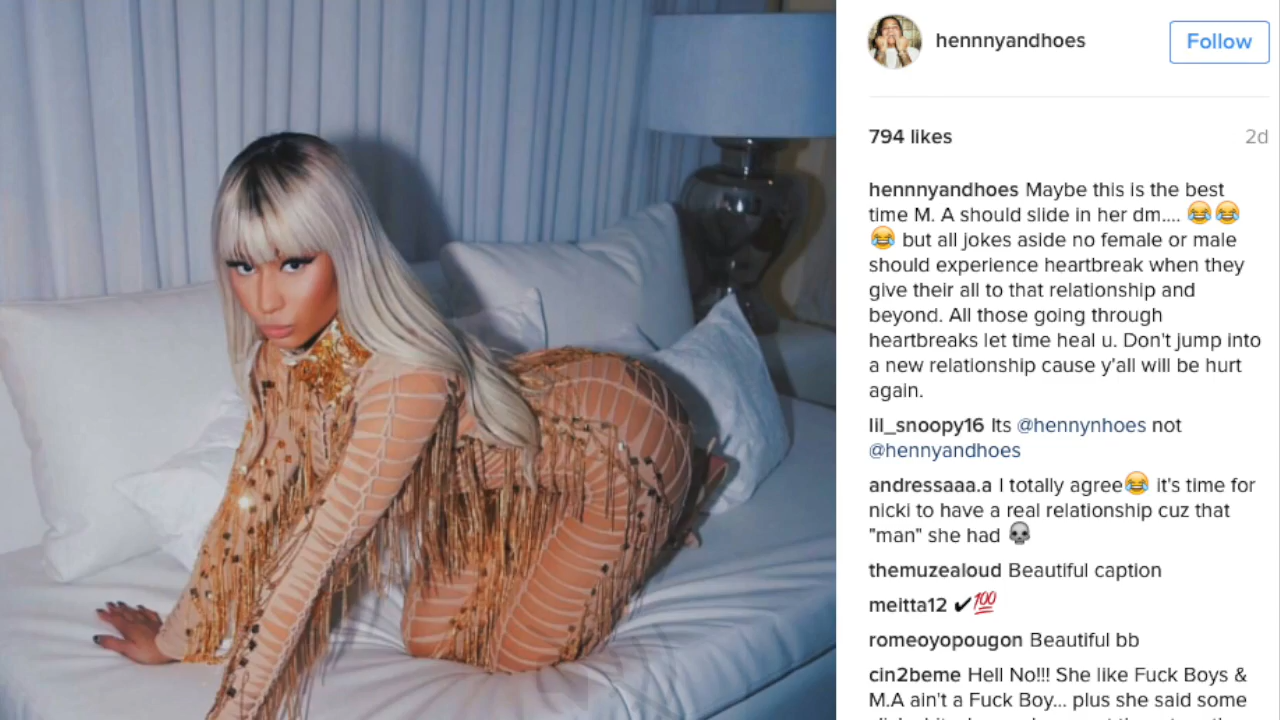 hennnyandhoes
Follow
794 likes
2d
hennnyandhoes Maybe this is the best
time M. A should slide in her dm.... 😂😂
😂 but all jokes aside no female or male
should experience heartbreak when they
give their all to that relationship and
beyond. All those going through
heartbreaks let time heal u. Don't jump into
a new relationship cause y'all will be hurt
again.
lil_snoopy16 Its @hennynhoes not
@hennyandhoes
andressaaa.a I totally agree😂 it's time for
nicki to have a real relationship cuz that
"man" she had 💀
themuzealoud Beautiful caption
meitta12 ✔💯
romeoyopougon Beautiful bb
cin2beme Hell No!!! She like Fuck Boys &
M.A ain't a Fuck Boy... plus she said some